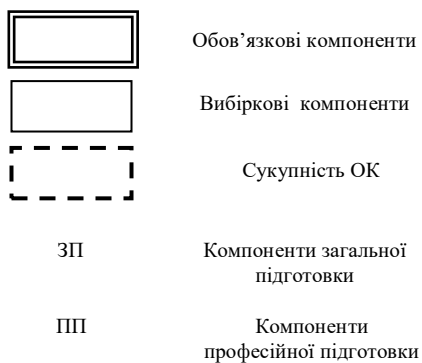 Обов’язкові компоненти
Вибіркові компоненти
Сукупність ОК
ЗП Компоненти загальної
підготовки
ПП Компоненти
професійної підготовки